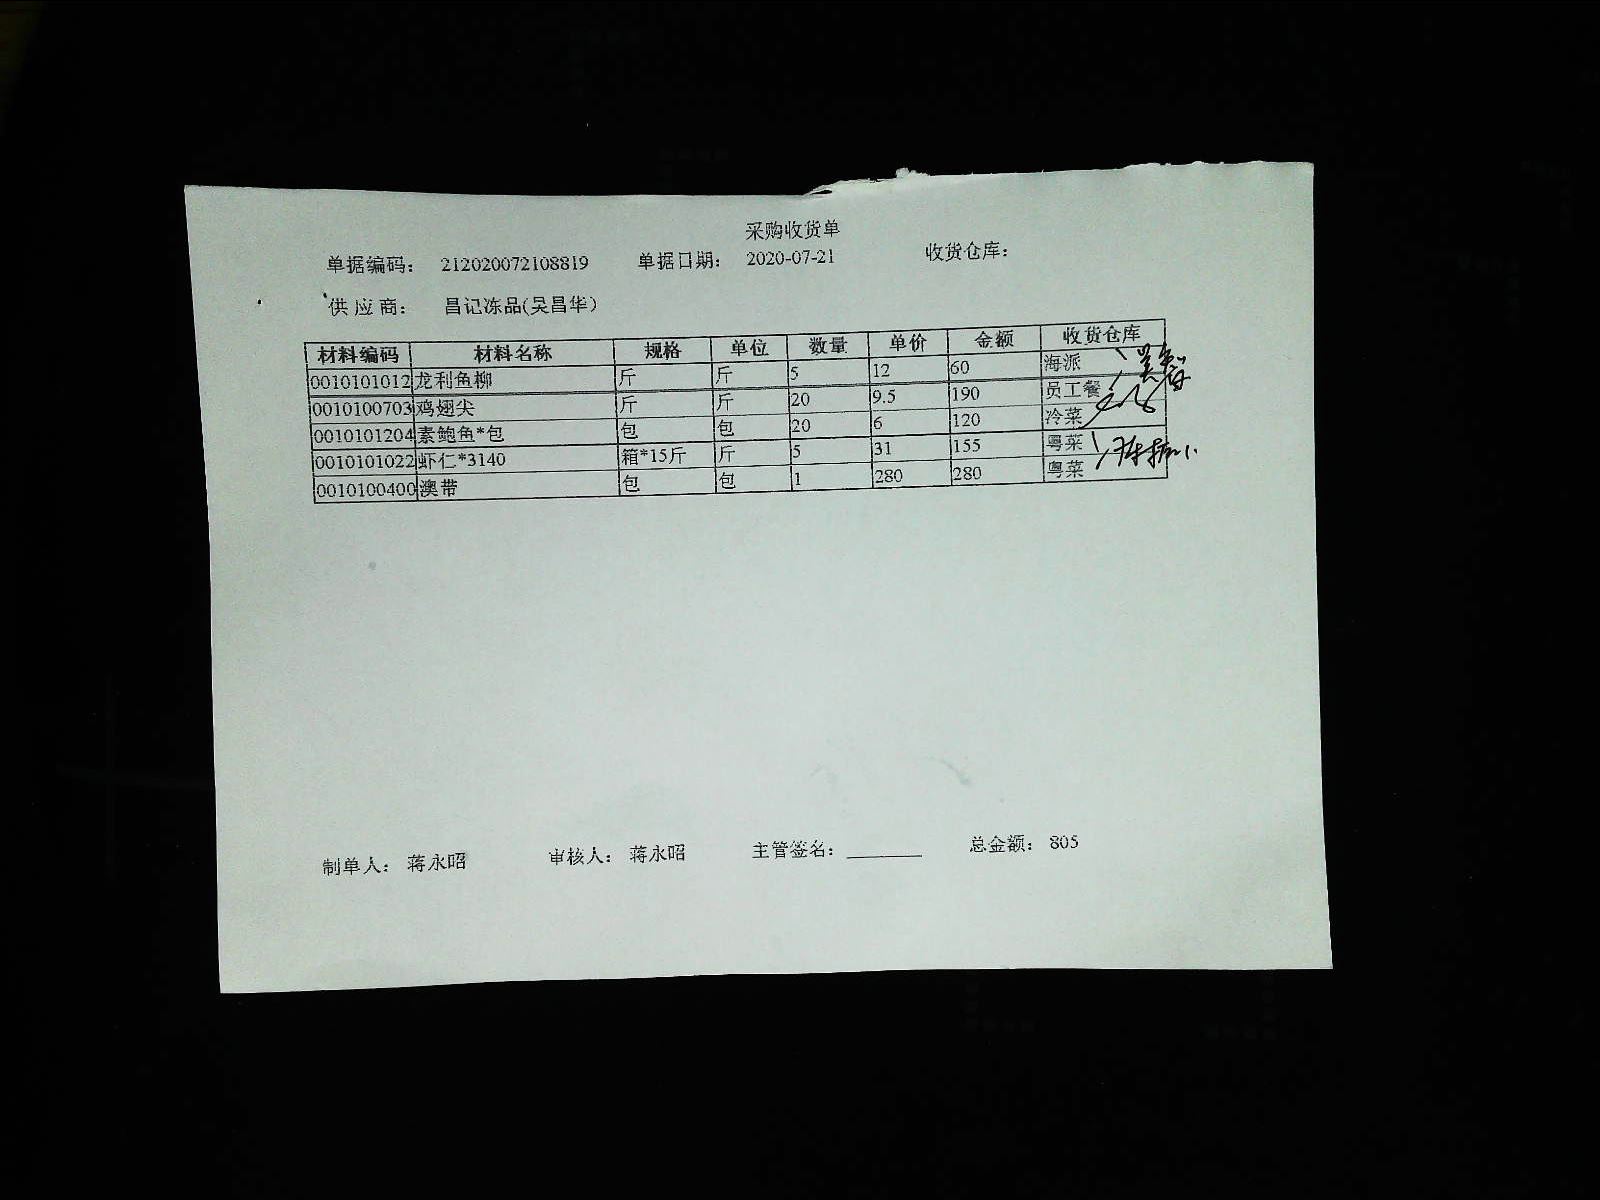 采购收货单
单据编码： 212020072108819 单据日期： 2020-07-21 收货仓库：
供应商： 昌记冻品(吴昌华)
材料编码 材料名称 规格 单位 数量 单价 金额 收货仓库
0010101012 龙利鱼柳 斤 斤 5 12 60 海派
0010100703 鸡翅尖 斤 斤 20 9.5 190 员工餐
0010101204 素鲍鱼*包 包 包 20 6 120 冷菜
0010101022 虾仁*3140 箱*15斤 斤 5 31 155 粤菜
0010100400 澳带 包 包 1 280 280 粤菜
制单人： 蒋永昭 审核人： 蒋永昭 主管签名： 总金额： 805